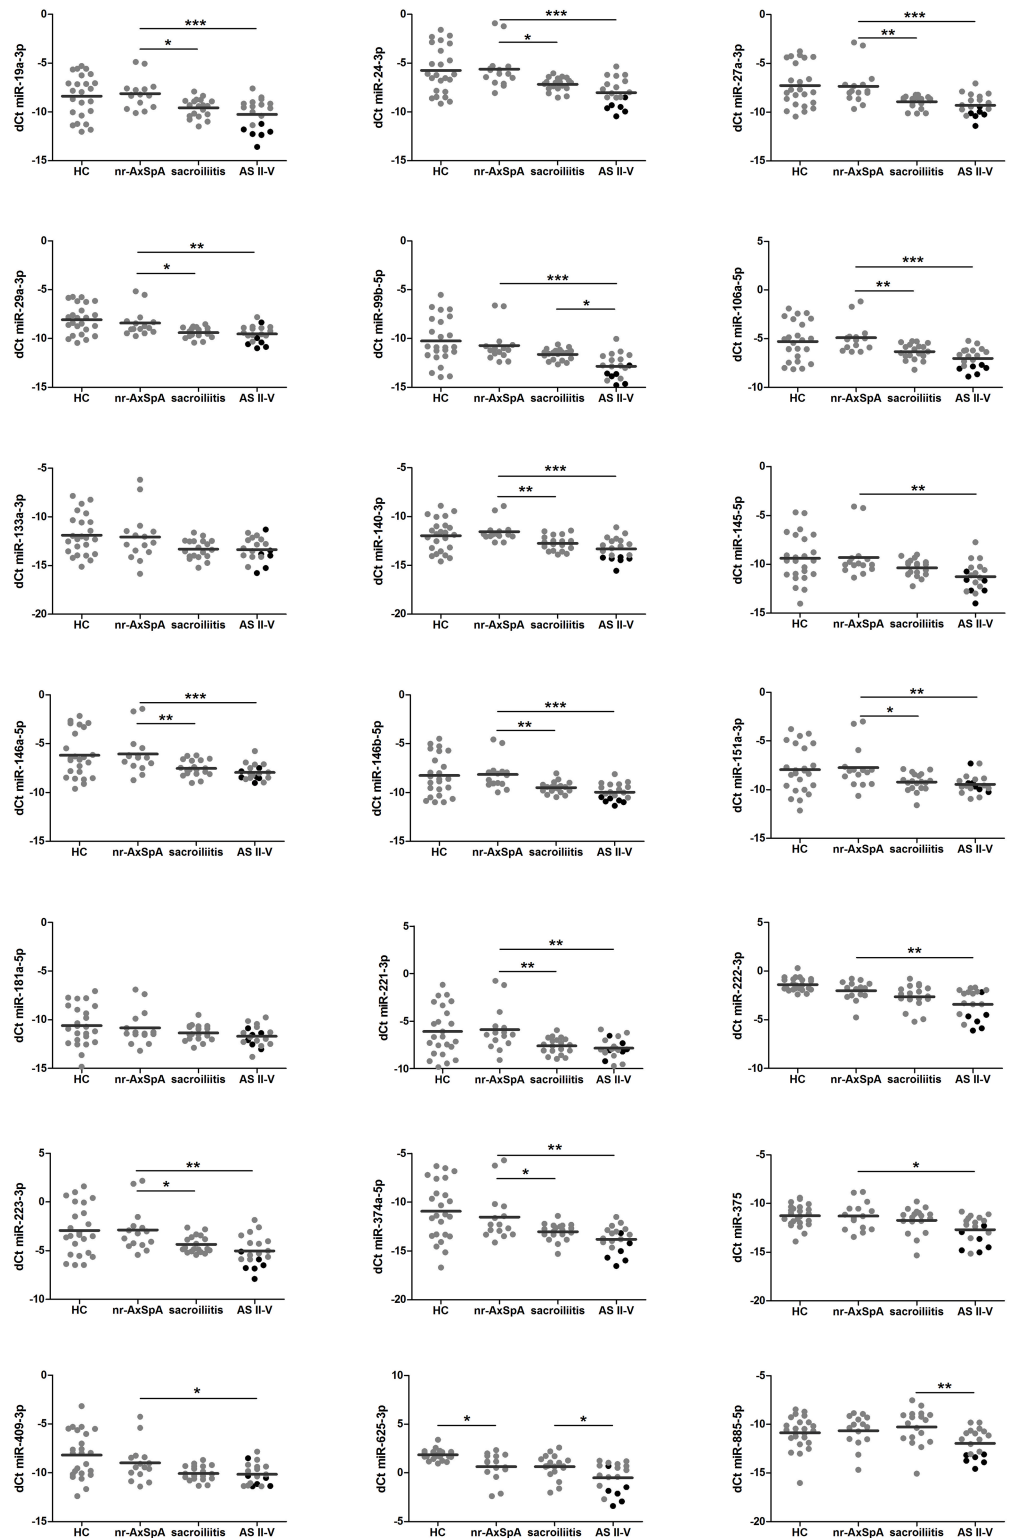 dCt miR-19a-3p
0
-5
-10
-15
***
*
HC nr-AxSpA sacroiliitis AS II-V
dCt miR-24-3p
0
-5
-10
-15
***
*
HC nr-AxSpA sacroiliitis AS II-V
dCt miR-27a-3p
0
-5
-10
-15
***
**
HC nr-AxSpA sacroiliitis AS II-V
dCt miR-29a-3p
0
-5
-10
-15
**
*
HC nr-AxSpA sacroiliitis AS II-V
dCt miR-99b-5p
0
-5
-10
-15
***
*
HC nr-AxSpA sacroiliitis AS II-V
dCt miR-106a-5p
5
0
-5
-10
***
**
HC nr-AxSpA sacroiliitis AS II-V
dCt miR-133a-3p
-5
-10
-15
-20
HC nr-AxSpA sacroiliitis AS II-V
dCt miR-140-3p
-5
-10
-15
-20
***
**
HC nr-AxSpA sacroiliitis AS II-V
dCt miR-145-5p
0
-5
-10
-15
**
HC nr-AxSpA sacroiliitis AS II-V
dCt miR-146a-5p
0
-5
-10
-15
***
**
HC nr-AxSpA sacroiliitis AS II-V
dCt miR-146b-5p
0
-5
-10
-15
***
**
HC nr-AxSpA sacroiliitis AS II-V
dCt miR-151a-3p
0
-5
-10
-15
**
*
HC nr-AxSpA sacroiliitis AS II-V
dCt miR-181a-5p
0
-5
-10
-15
HC nr-AxSpA sacroiliitis AS II-V
dCt miR-221-3p
5
0
-5
-10
**
**
HC nr-AxSpA sacroiliitis AS II-V
dCt miR-222-3p
5
0
-5
-10
**
HC nr-AxSpA sacroiliitis AS II-V
dCt miR-223-3p
5
0
-5
-10
**
*
HC nr-AxSpA sacroiliitis AS II-V
dCt miR-374a-5p
-5
-10
-15
-20
**
*
HC nr-AxSpA sacroiliitis AS II-V
dCt miR-375
-5
-10
-15
-20
*
HC nr-AxSpA sacroiliitis AS II-V
dCt miR-409-3p
0
-5
-10
-15
*
HC nr-AxSpA sacroiliitis AS II-V
dCt miR-625-3p
10
5
0
-5
*
*
HC nr-AxSpA sacroiliitis AS II-V
dCt miR-885-5p
-5
-10
-15
-20
**
HC nr-AxSpA sacroiliitis AS II-V